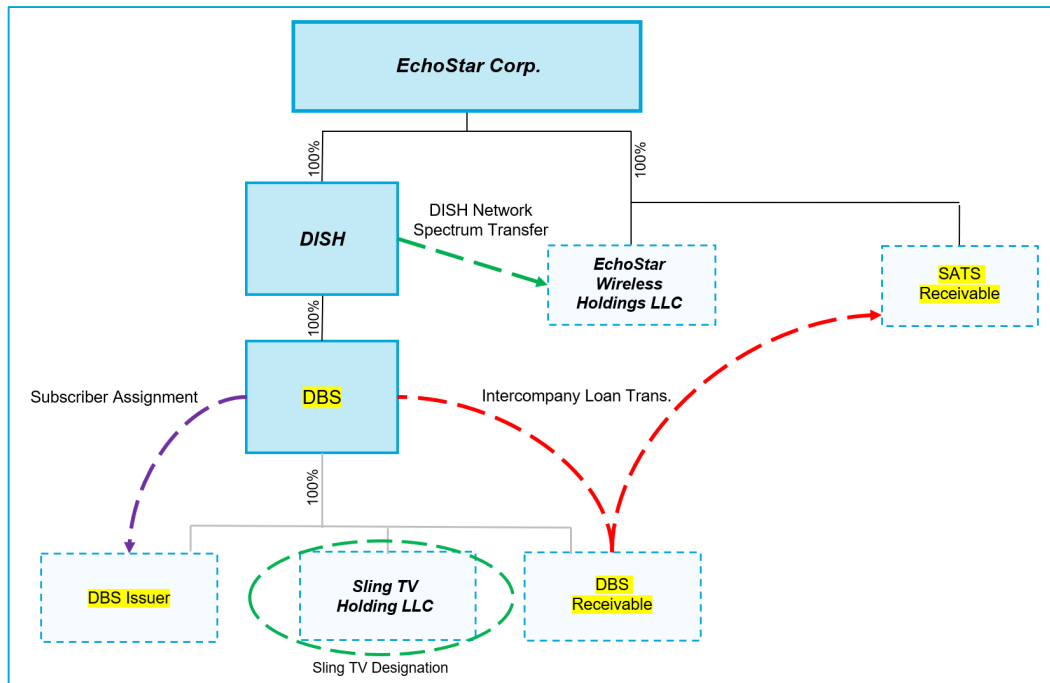 EchoStar Corp.
100%
100%
DISH
DISH Network
Spectrum Transfer
EchoStar
Wireless
Holdings LLC
SATS
Receivable
100%
Subscriber Assignment
DBS
Intercompany Loan Trans.
100%
DBS Issuer
Sling TV
Holding LLC
DBS
Receivable
Sling TV Designation